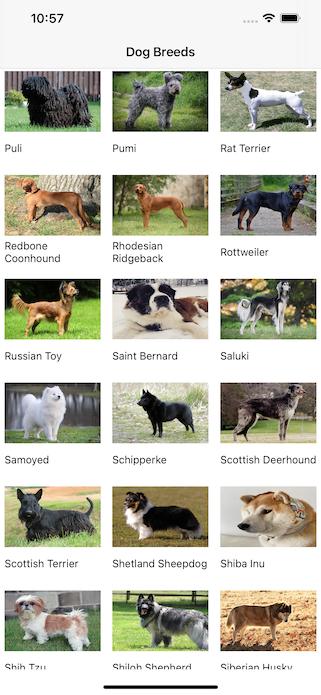 10:57
Dog Breeds
Puli
Pumi
Rat Terrier
Redbone
Coonhound
Rhodesian
Ridgeback
Rottweiler
Russian Toy
Saint Bernard
Saluki
Samoyed
Schipperke
Scottish Deerhound
Scottish Terrier
Shetland Sheepdog
Shiba Inu
Shih Tzu
Shiloh Shepherd
Siberian Husky